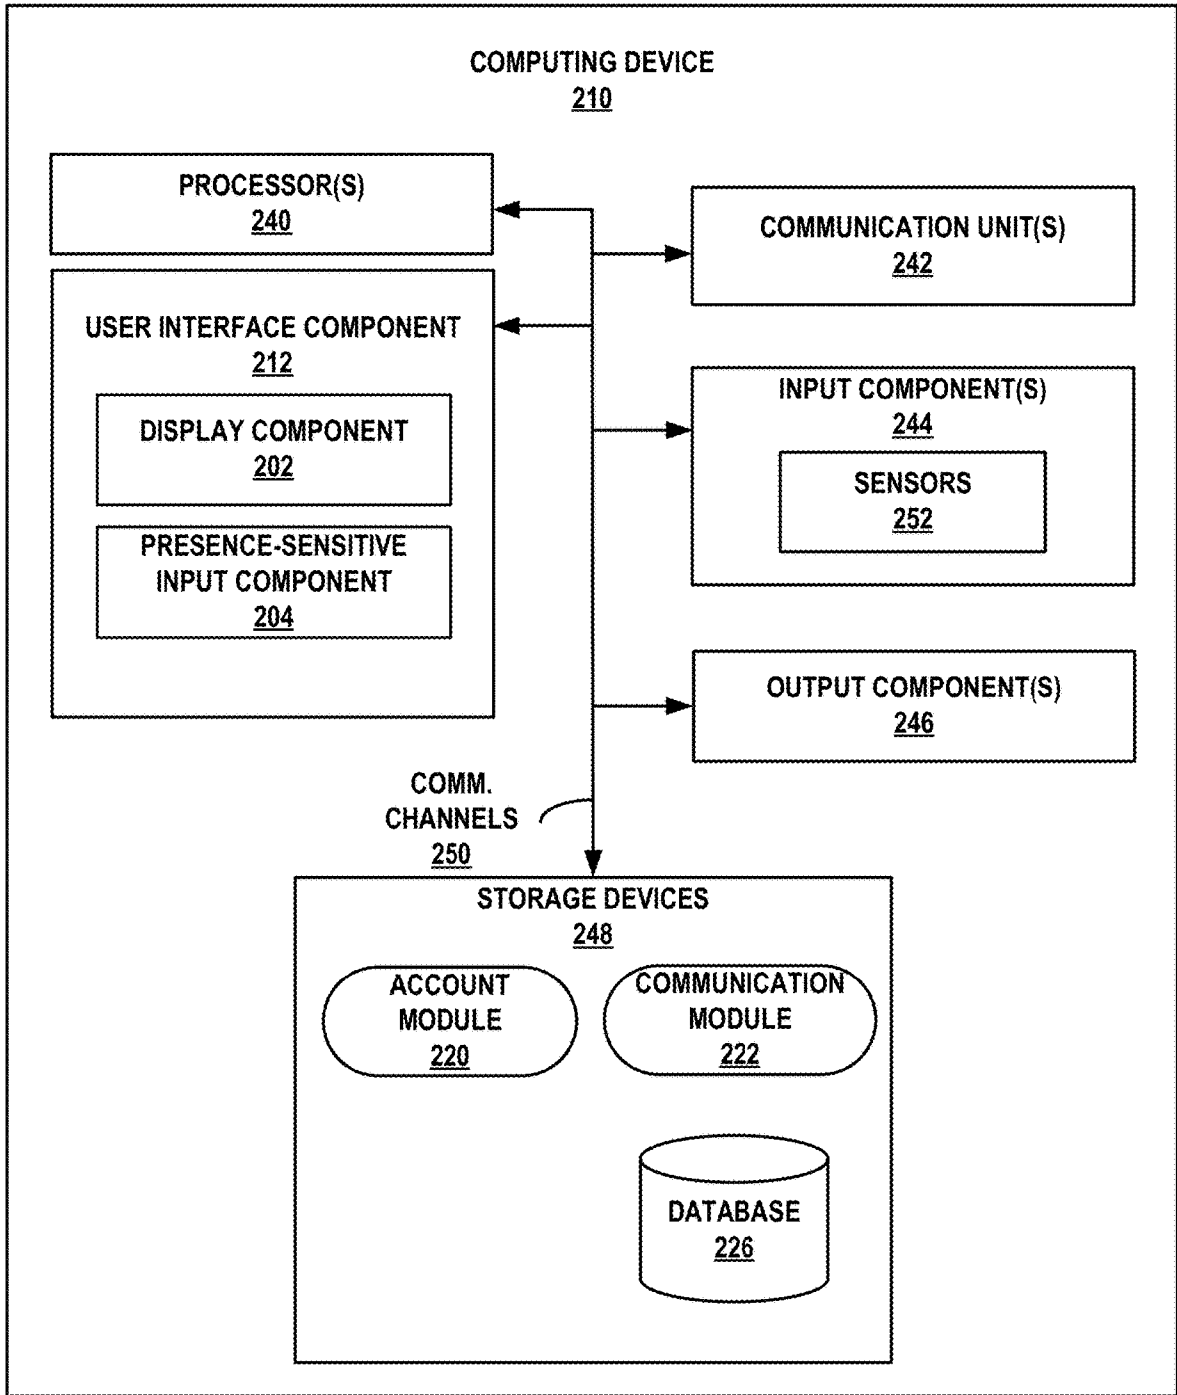 COMPUTING DEVICE
210
PROCESSOR(S)
240
COMMUNICATION UNIT(S)
242
USER INTERFACE COMPONENT
212
DISPLAY COMPONENT
202
PRESENCE-SENSITIVE
INPUT COMPONENT
204
INPUT COMPONENT(S)
244
SENSORS
252
OUTPUT COMPONENT(S)
246
COMM.
CHANNELS
250
STORAGE DEVICES
248
ACCOUNT
MODULE
220
COMMUNICATION
MODULE
222
DATABASE
226